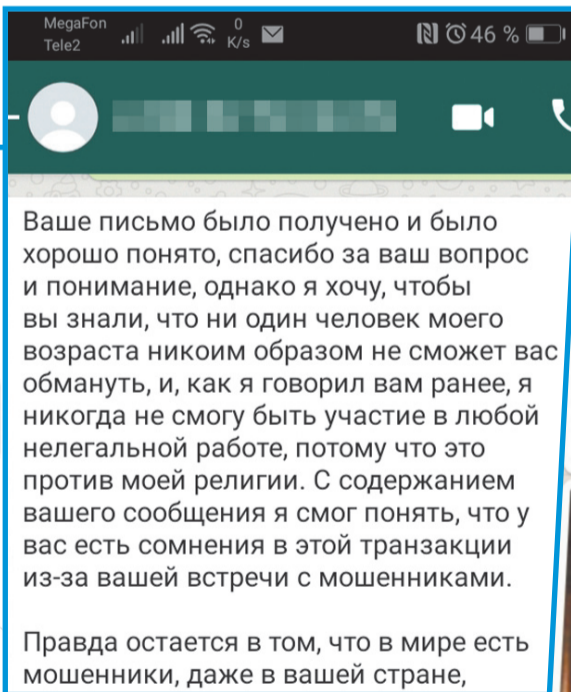 MegaFon
Tele2
0
K/s
46 %
Ваше письмо было получено и было
хорошо понято, спасибо за ваш вопрос
и понимание, однако я хочу, чтобы
вы знали, что ни один человек моего
возраста никоим образом не сможет вас
обмануть, и, как я говорил вам ранее, я
никогда не смогу быть участие в любой
нелегальной работе, потому что это
против моей религии. С содержанием
вашего сообщения я смог понять, что у
вас есть сомнения в этой транзакции
из-за вашей встречи с мошенниками.
Правда остается в том, что в мире есть
мошенники, даже в вашей стране,